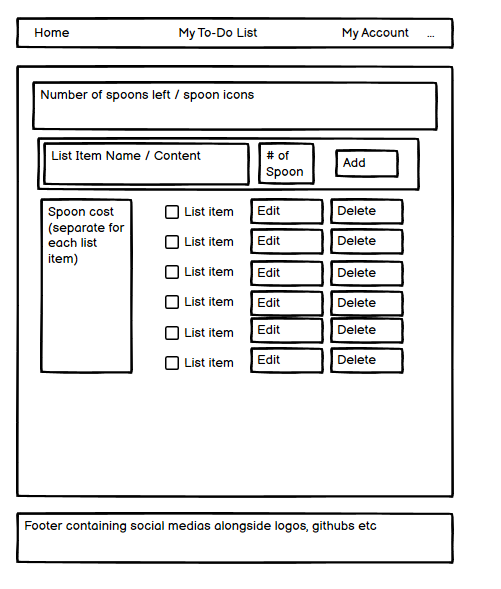 Home My To-Do List My Account ...
Number of spoons left / spoon icons
List Item Name / Content
# of
Spoon
Add
Spoon cost
(separate for
each list
item)
List item Edit Delete
List item Edit Delete
List item Edit Delete
List item Edit Delete
List item Edit Delete
List item Edit Delete
Footer containing social medias alongside logos, githubs etc